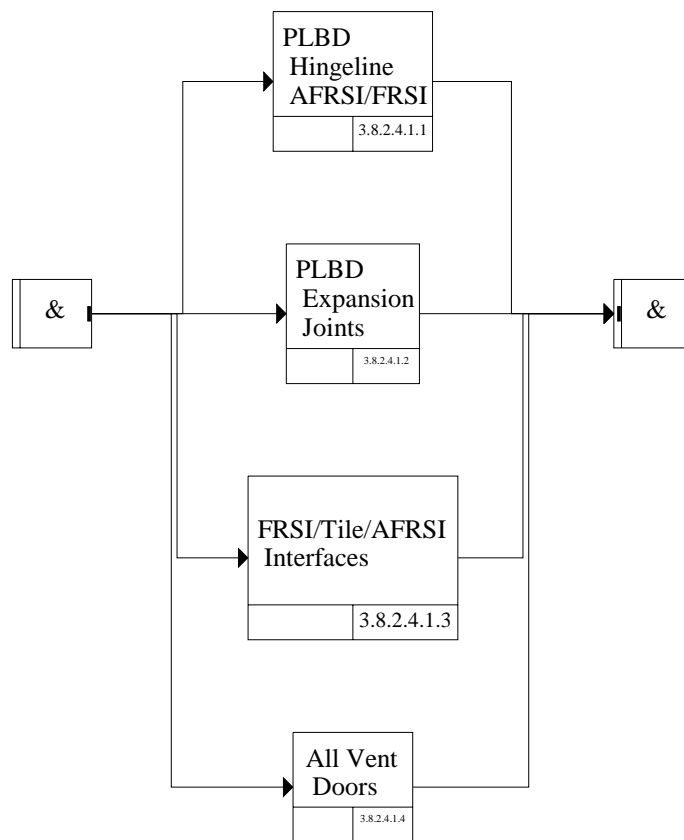 PLBD
Hingeline
AFRSI/FRSI
3.8.2.4.1.1
&
PLBD
Expansion
Joints
3.8.2.4.1.2
&
FRSI/Tile/AFRSI
Interfaces
3.8.2.4.1.3
All Vent
Doors
3.8.2.4.1.4